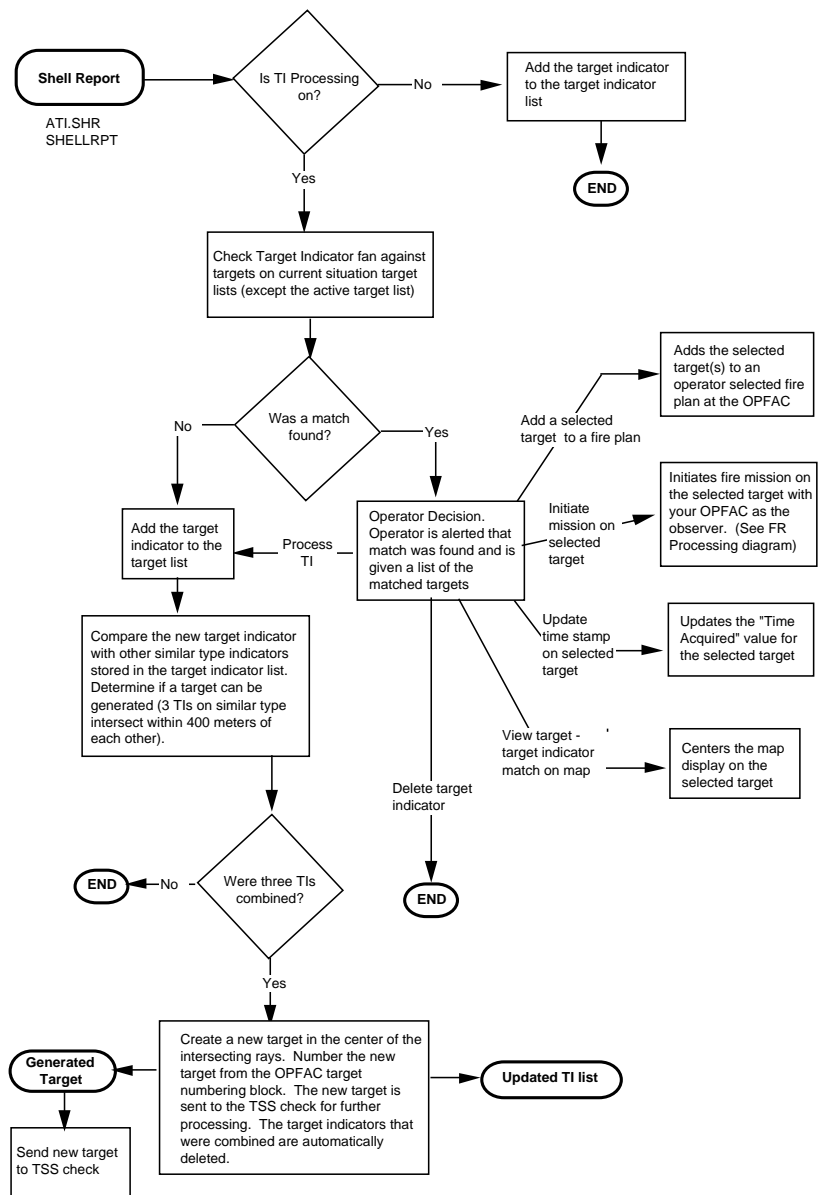 Shell Report
ATI.SHR
SHELLRPT
Is TI Processing
on?
No
Add the target indicator
to the target indicator
list
END
Yes
Check Target Indicator fan against
targets on current situation target
lists (except the active target list)
Was a match
found?
No
Yes
Add the target
indicator to the
target list
Process
TI
Operator Decision.
Operator is alerted that
match was found and is
given a list of the
matched targets
Add a selected
target to a fire plan
Adds the selected
target(s) to an
operator selected fire
plan at the OPFAC
Initiate
mission on
selected
target
Initiates fire mission on
the selected target with
your OPFAC as the
observer. (See FR
Processing diagram)
Update
time stamp
on selected
target
Updates the "Time
Acquired" value for
the selected target
View target -
target indicator
match on map
Centers the map
display on the
selected target
Delete target
indicator
END
Compare the new target indicator
with other similar type indicators
stored in the target indicator list.
Determine if a target can be
generated (3 TIs on similar type
intersect within 400 meters of
each other).
Were three TIs
combined?
No
END
Yes
Create a new target in the center of the
intersecting rays. Number the new
target from the OPFAC target
numbering block. The new target is
sent to the TSS check for further
processing. The target indicators that
were combined are automatically
deleted.
Generated
Target
Updated TI list
Send new target
to TSS check